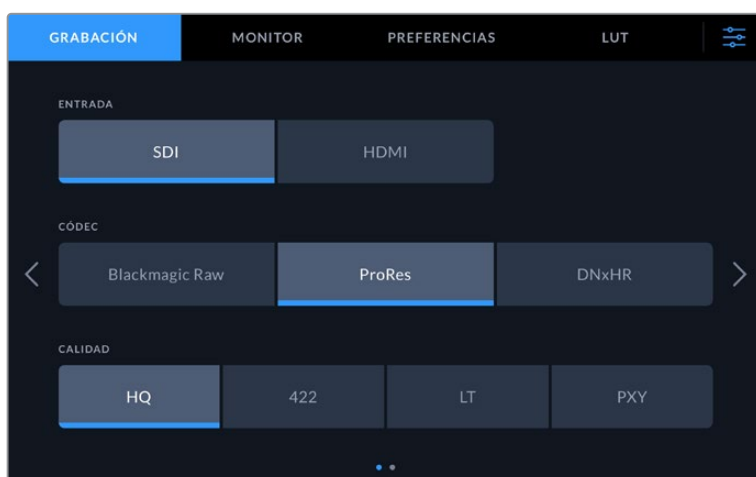 GRABACIÓN MONITOR PREFERENCIAS LUT
ENTRADA
SDI HDMI
CÓDEC
Blackmagic Raw ProRes DNxHR
CALIDAD
HQ 422 LT PXY